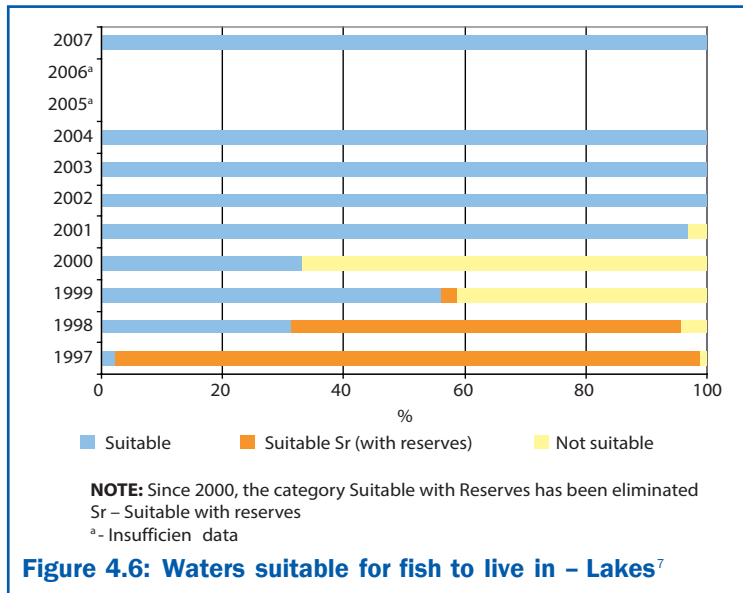 2007
2006ª
2005ª
2004
2003
2002
2001
2000
1999
1998
1997
0 20 40 60 80 100
%
Suitable Suitable Sr (with reserves) Not suitable
NOTE: Since 2000, the category Suitable with Reserves has been eliminated
Sr – Suitable with reserves
ª - Insufficien data
Figure 4.6: Waters suitable for fish to live in – Lakes⁷